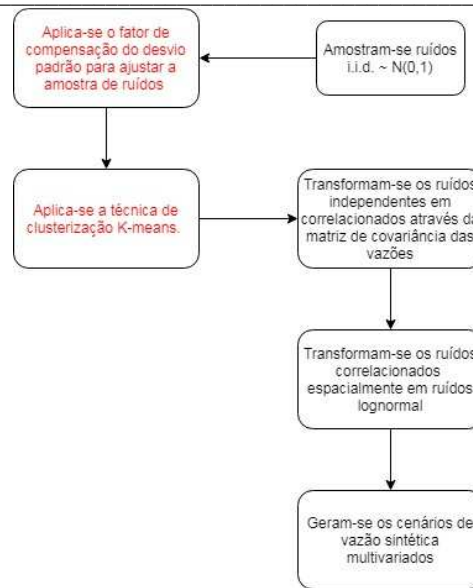 Amostram-se ruídos
i.i.d. ~ N(0,1)
Aplica-se o fator de
compensação do desvio
padrão para ajustar a
amostra de ruídos
Aplica-se a técnica de
clusterização K-means.
Transformam-se os ruídos
independentes em
correlacionados através da
matriz de covariância das
vazões
Transformam-se os ruídos
correlacionados
espacialmente em ruídos
lognormal
Geram-se os cenários de
vazão sintética
multivariados